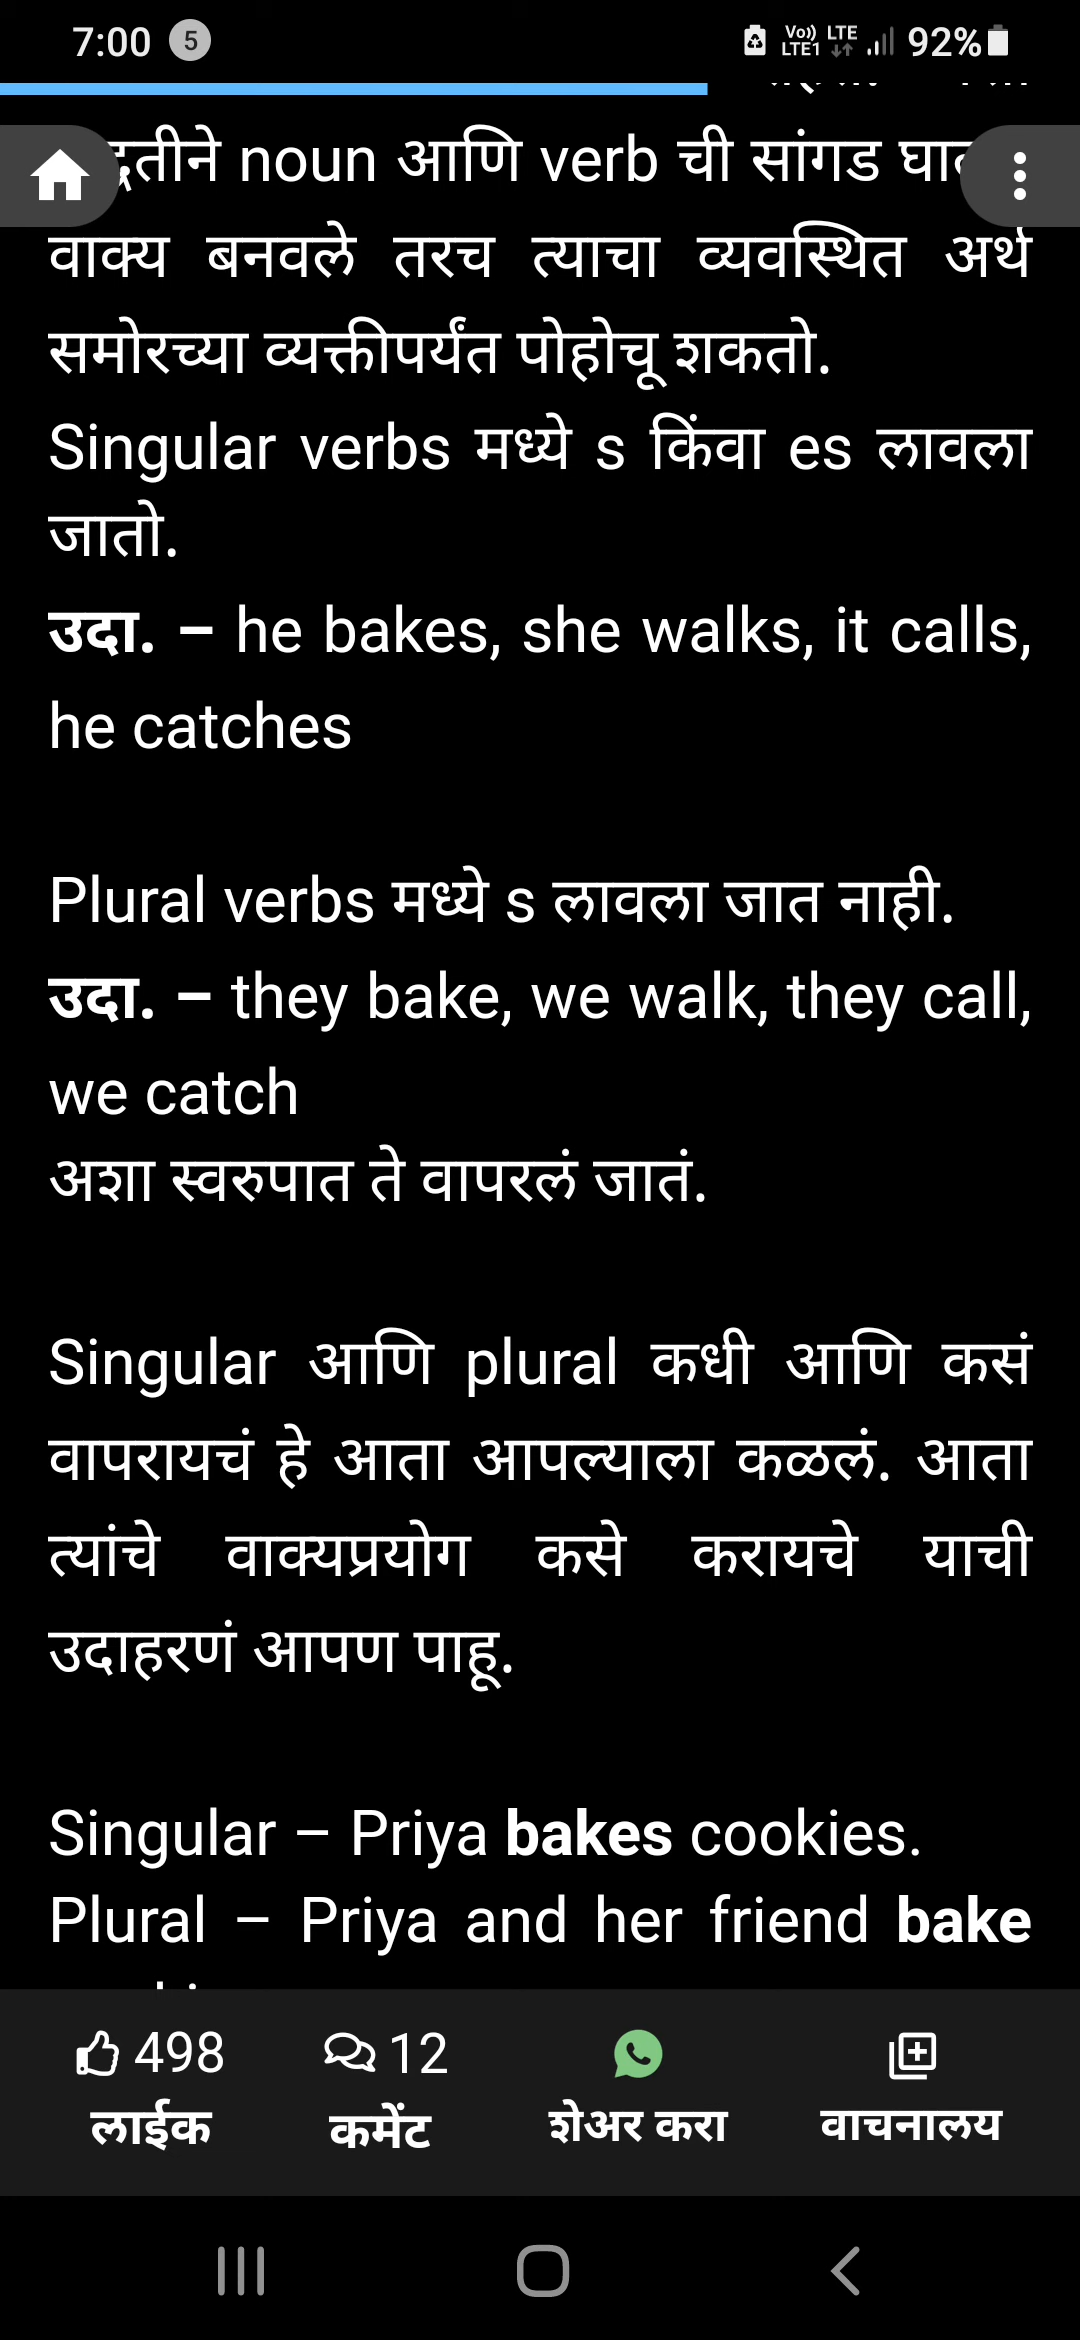 7:00 5 Vo)) LTE1 LTE 92%
noun आणि verb ची सांगड
वाक्य बनवले तरच त्याचा व्यवस्थित अर्थ
समोरच्या व्यक्तीपर्यंत पोहोचू शकतो.
Singular verbs मध्ये s किंवा es लावला
जातो.
उदा. – he bakes, she walks, it calls,
he catches
Plural verbs मध्ये s लावला जात नाही.
उदा. – they bake, we walk, they call,
we catch
अशा स्वरुपात ते वापरलं जातं.
Singular आणि plural कधी आणि कसं
वापरायचं हे आता आपल्याला कळलं. आता
त्यांचे वाक्यप्रयोग कसे करायचे याची
उदाहरणं आपण पाहू.
Singular – Priya bakes cookies.
Plural – Priya and her friend bake
498 12
लाईक कमेंट शेअर करा वाचनालय